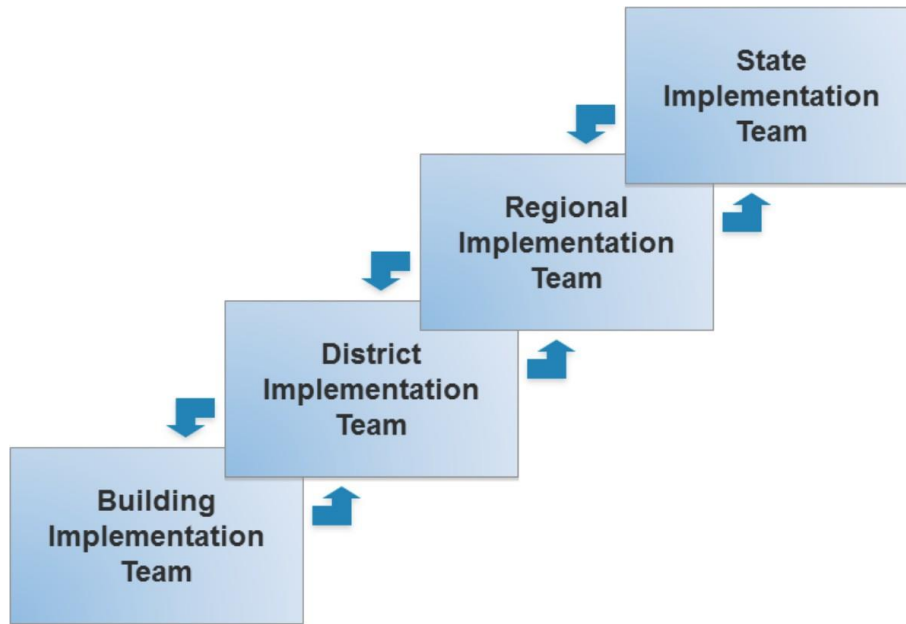 State
Implementation
Team
Regional
Implementation
Team
District
Implementation
Team
Building
Implementation
Team